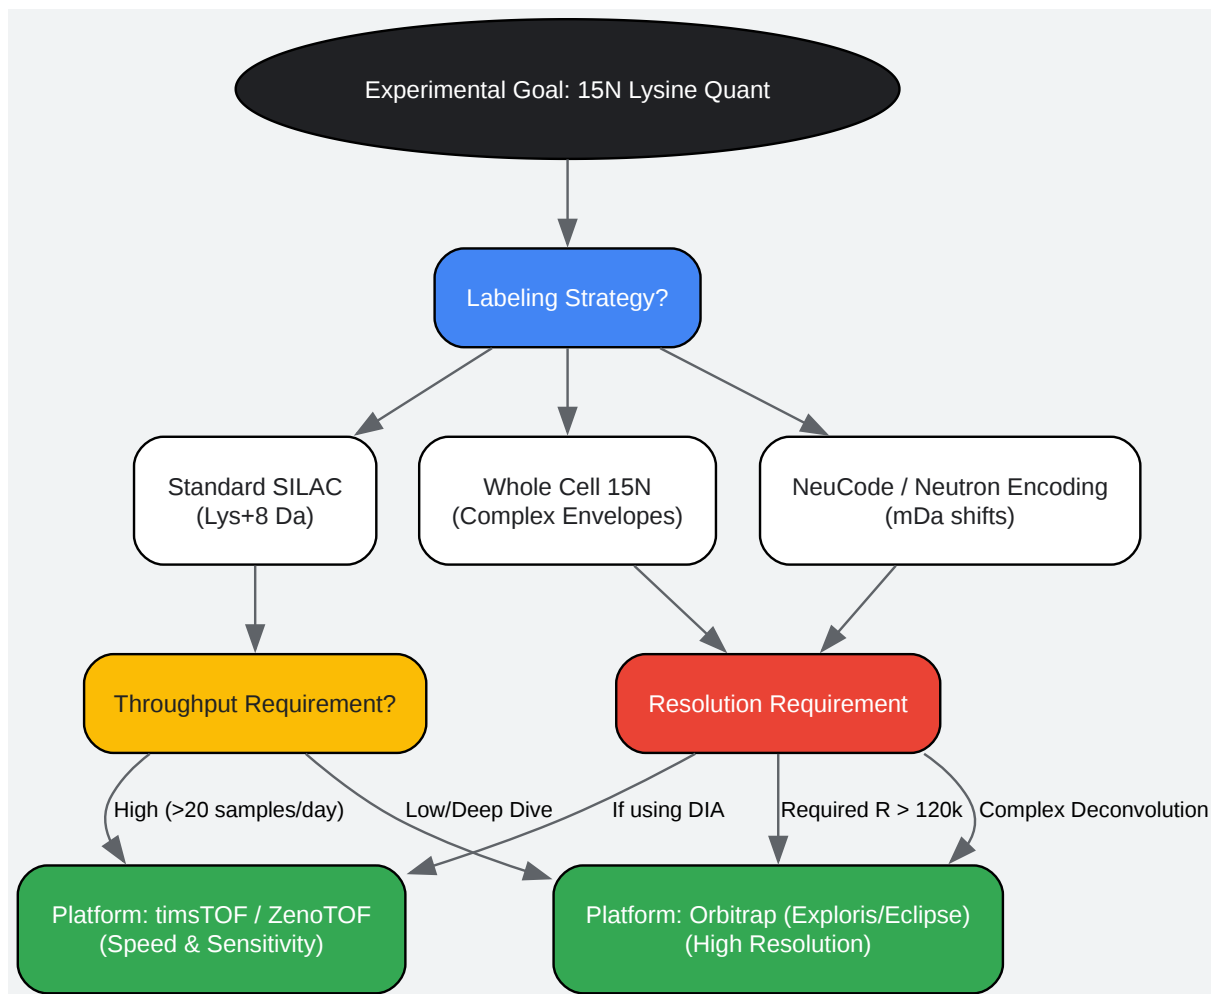 Experimental Goal: 15N Lysine Quant
Labeling Strategy?
Standard SILAC
(Lys+8 Da)
Whole Cell 15N
(Complex Envelopes)
NeuCode / Neutron Encoding
(mDa shifts)
Throughput Requirement?
Resolution Requirement
High (>20 samples/day)
Low/Deep Dive
If using DIA
Required R > 120k
Complex Deconvolution
Platform: timsTOF / ZenoTOF
(Speed & Sensitivity)
Platform: Orbitrap (Exploris/Eclipse)
(High Resolution)